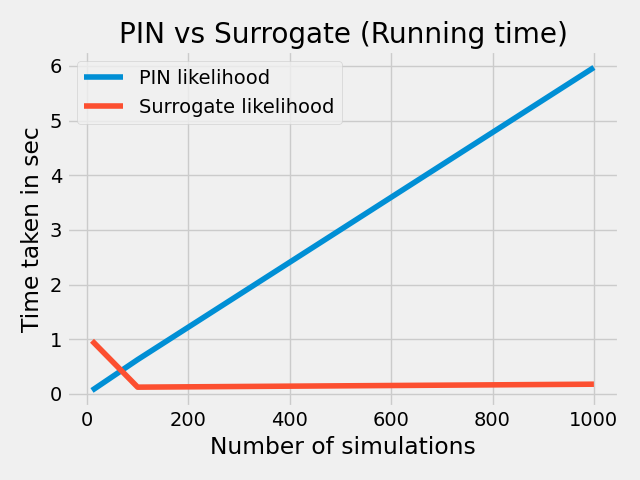 PIN vs Surrogate (Running time)
PIN likelihood
Surrogate likelihood
Time taken in sec
6
5
4
3
2
1
0
0 200 400 600 800 1000
Number of simulations